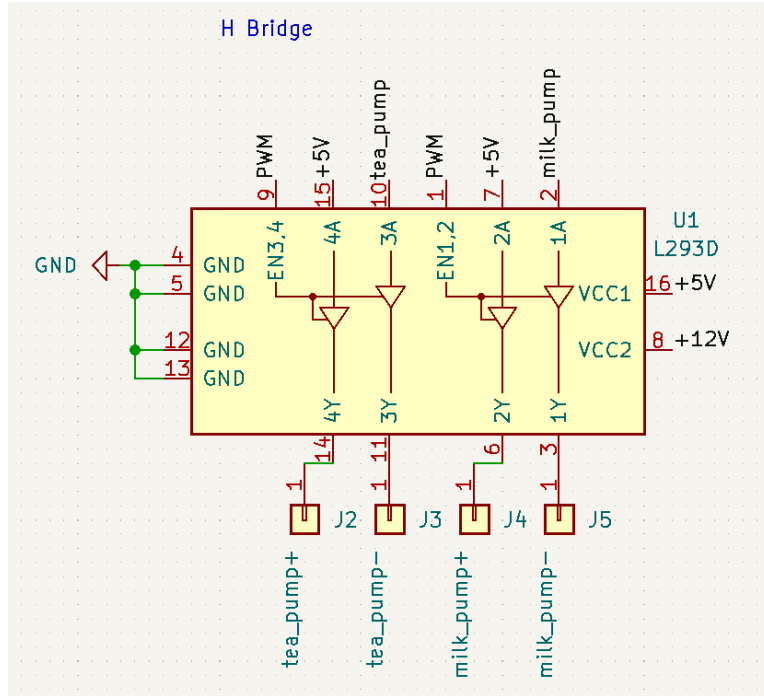 H Bridge
PWM
+5V
tea_pump
PWM
+5V
milk_pump
9
15
10
1
7
2
U1
L293D
EN3,4
4A
3A
EN1,2
2A
1A
GND
4
GND
5
GND
12
GND
13
GND
VCC1
16
+5V
VCC2
8
+12V
4Y
3Y
2Y
1Y
14
11
6
3
1
1
1
1
J2
J3
J4
J5
tea_pump+
tea_pump-
milk_pump+
milk_pump-